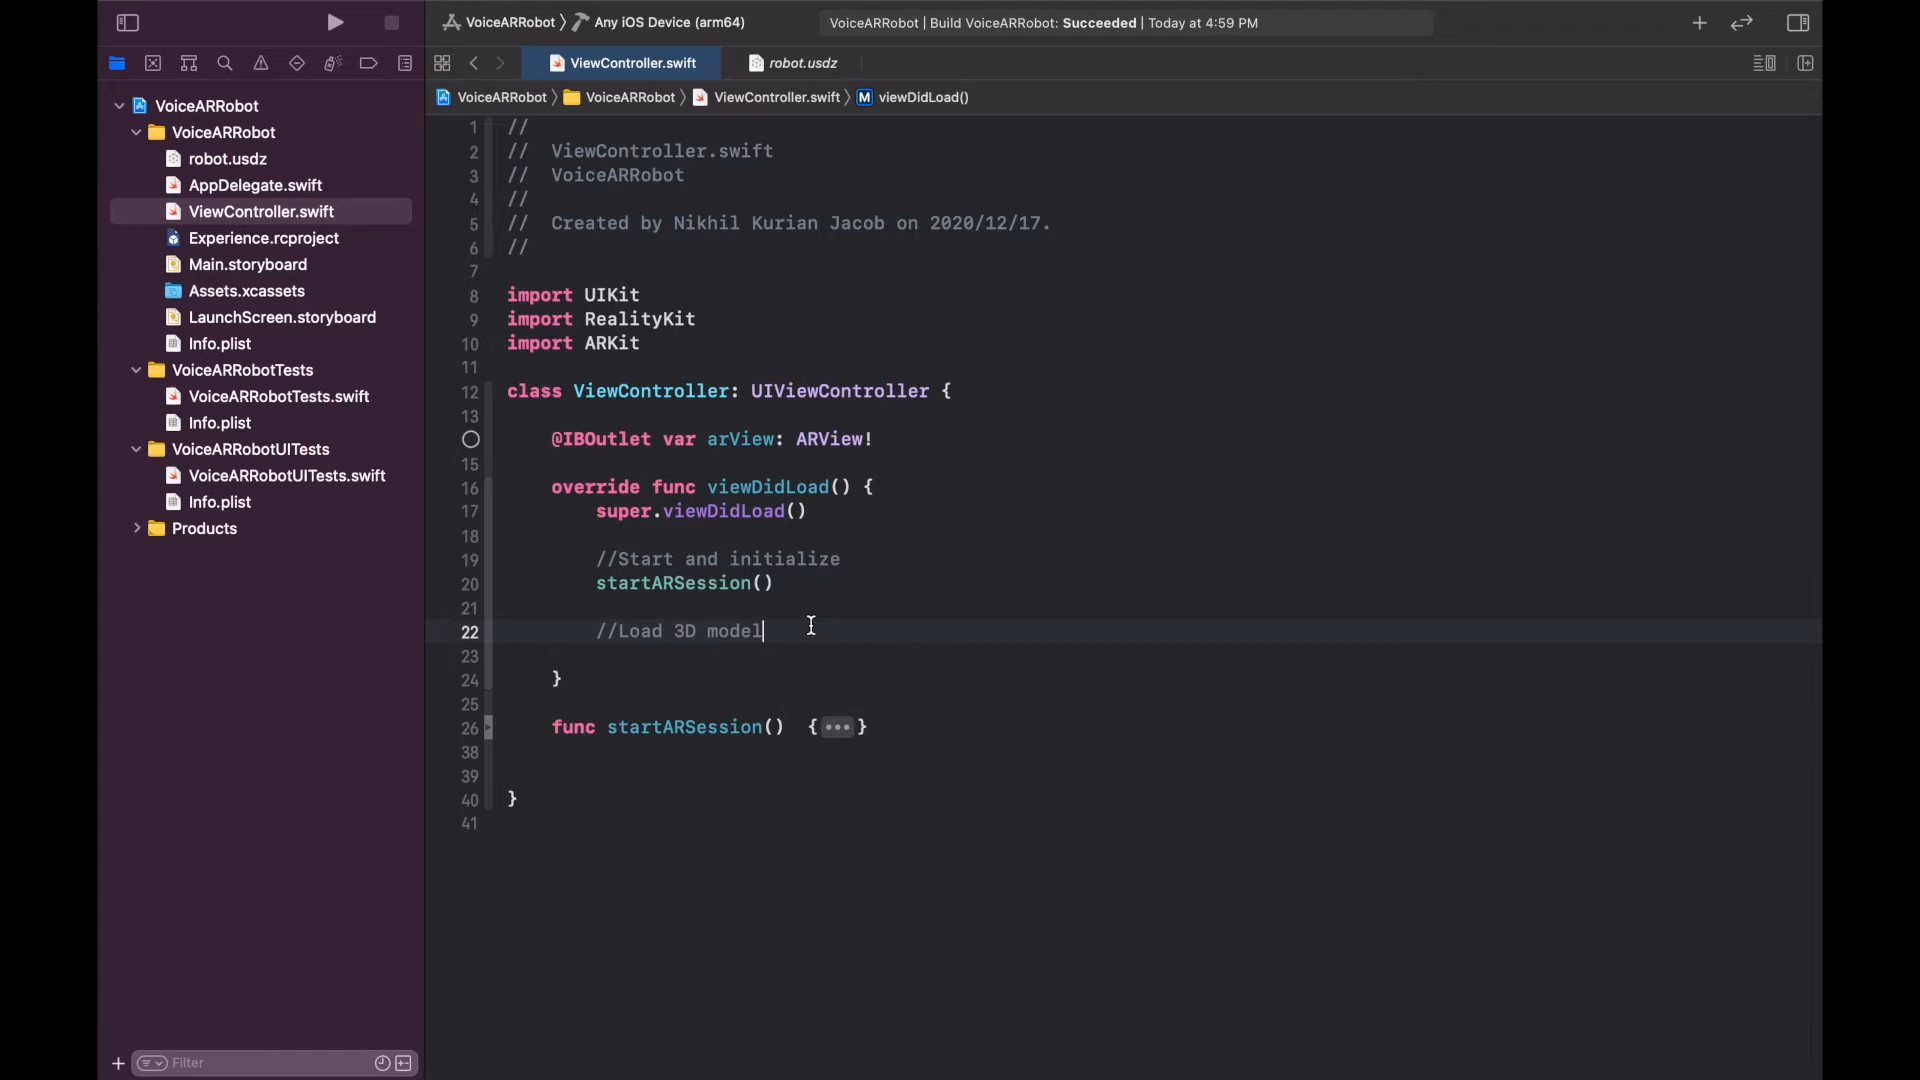 VoiceARRobot 〉 Any iOS Device (arm64)
VoiceARRobot | Build VoiceARRobot: Succeeded | Today at 4:59 PM
ViewController.swift
robot.usdz
VoiceARRobot 〉 VoiceARRobot 〉 ViewController.swift 〉 M viewDidLoad()
VoiceARRobot
VoiceARRobot
robot.usdz
AppDelegate.swift
ViewController.swift
Experience.rcproject
Main.storyboard
Assets.xcassets
LaunchScreen.storyboard
Info.plist
VoiceARRobotTests
VoiceARRobotTests.swift
Info.plist
VoiceARRobotUITests
VoiceARRobotUITests.swift
Info.plist
Products
Filter
1 //
2 // ViewController.swift
3 // VoiceARRobot
4 //
5 // Created by Nikhil Kurian Jacob on 2020/12/17.
6 //
7
8 import UIKit
9 import RealityKit
10 import ARKit
11
12 class ViewController: UIViewController {
13
@IBOutlet var arView: ARView!
15
16 override func viewDidLoad() {
17 super.viewDidLoad()
18
19 //Start and initialize
20 startARSession()
21
22 //Load 3D model
23
24 }
25
26 func startARSession() {•••}
38
39
40 }
41